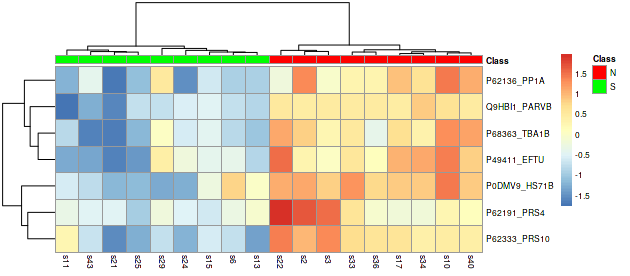 Class
P62136_PP1A
Q9HBI1_PARVB
P68363_TBA1B
P49411_EFTU
P0DMV9_HS71B
P62191_PRS4
P62333_PRS10
s11 s43 s21 s25 s29 s24 s15 s6 s13 s22 s2 s3 s33 s36 s17 s34 s10 s40
1.5
1
0.5
0
-0.5
-1
-1.5
Class
N
S